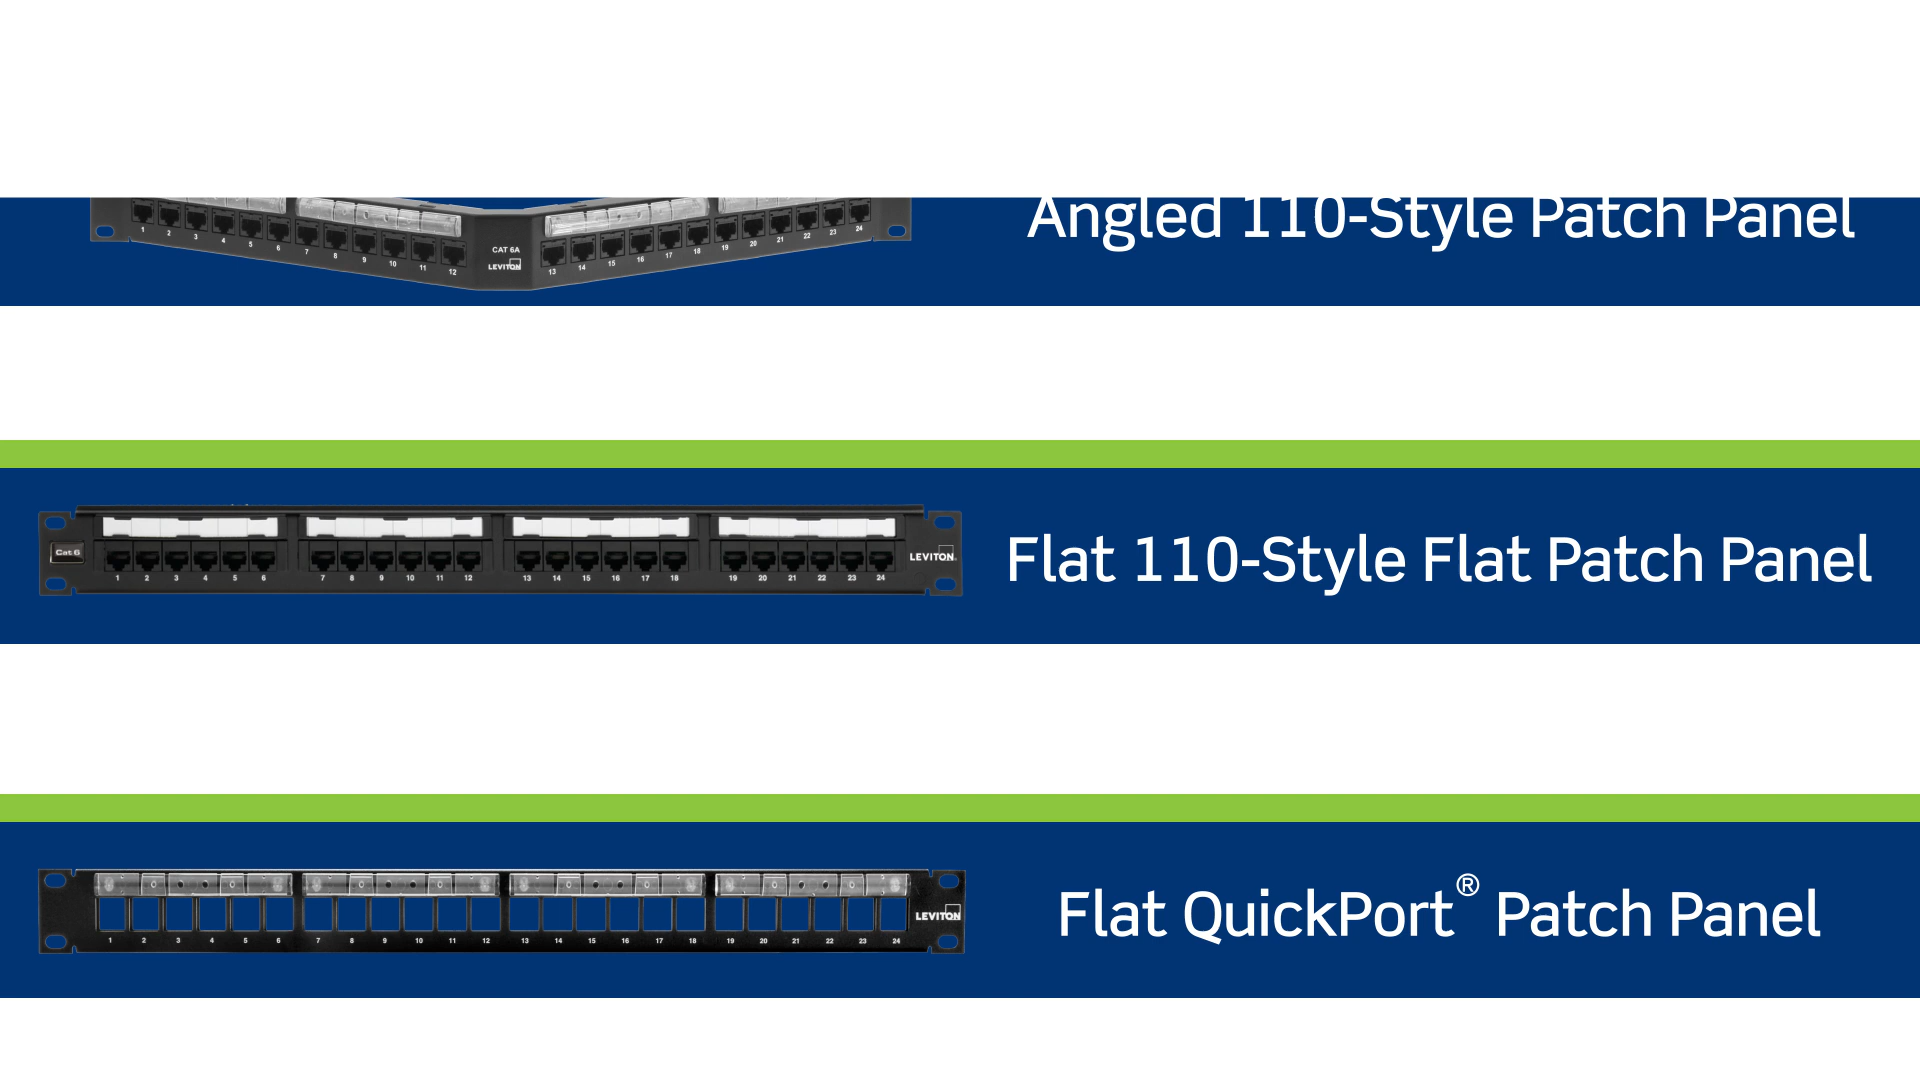 Angled 110-Style Patch Panel
1 2 3 4 5 6 7 8 9 10 11 12 13 14 15 16 17 18 19 20 21 22 23 24
CAT 6A
LEVITON
Flat 110-Style Flat Patch Panel
Cat 6
LEVITON
1 2 3 4 5 6 7 8 9 10 11 12 13 14 15 16 17 18 19 20 21 22 23 24
Flat QuickPort® Patch Panel
LEVITON
1 2 3 4 5 6 7 8 9 10 11 12 13 14 15 16 17 18 19 20 21 22 23 24